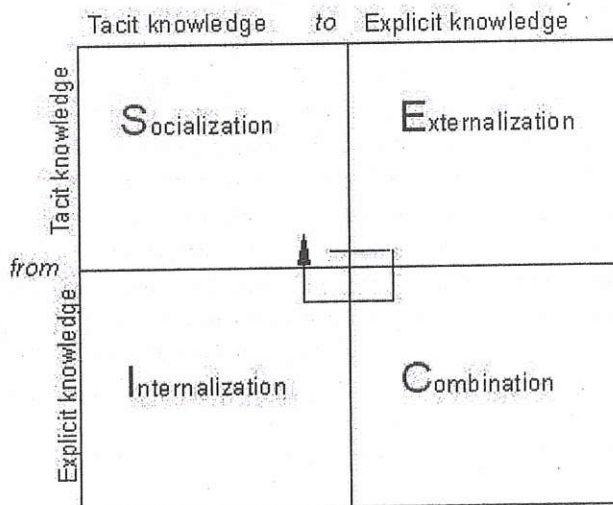 Tacit knowledge to Explicit knowledge
Tacit knowledge
Socialization
Externalization
from
Explicit knowledge
Internalization
Combination